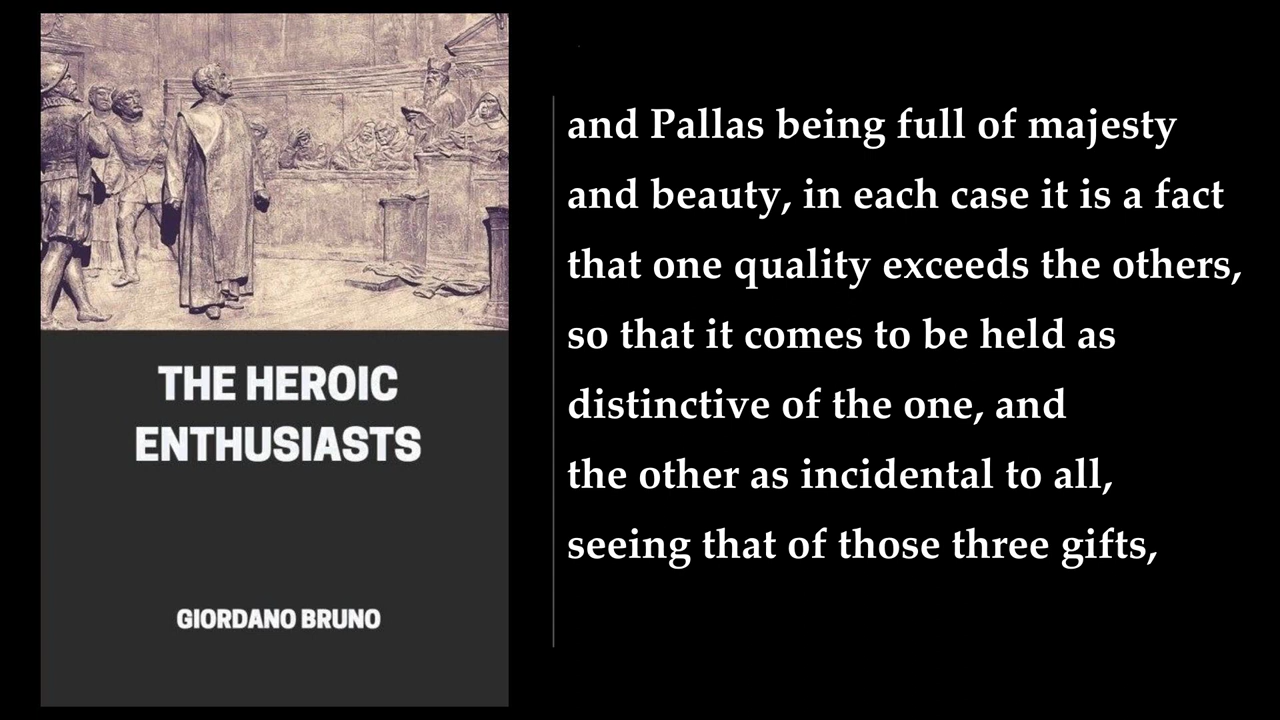 THE HEROIC
ENTHUSIASTS
GIORDANO BRUNO
and Pallas being full of majesty
and beauty, in each case it is a fact
that one quality exceeds the others,
so that it comes to be held as
distinctive of the one, and
the other as incidental to all,
seeing that of those three gifts,